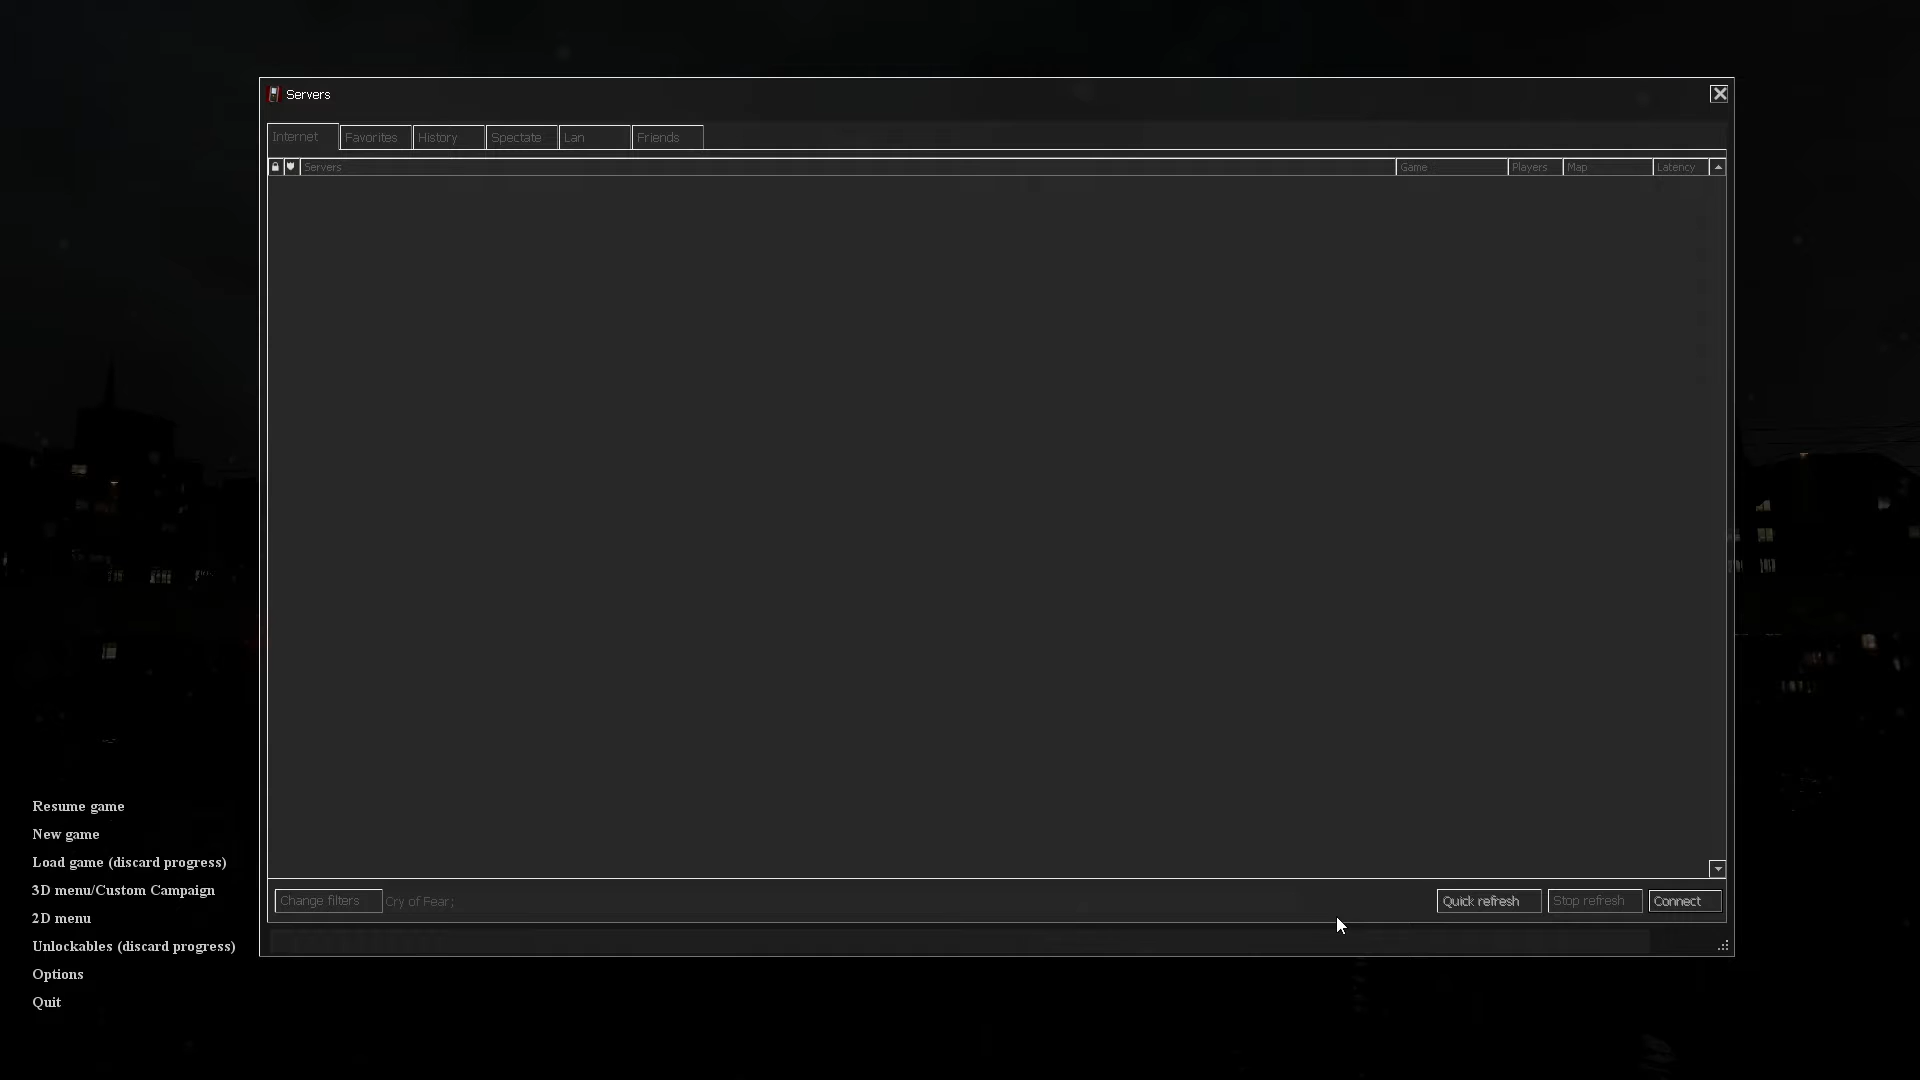 Servers
Internet Favorites History Spectate Lan Friends
Servers Game Players Map Latency
Resume game
New game
Load game (discard progress)
3D menu/Custom Campaign
2D menu
Unlockables (discard progress)
Options
Quit
Change filters Cry of Fear; Quick refresh Stop refresh Connect